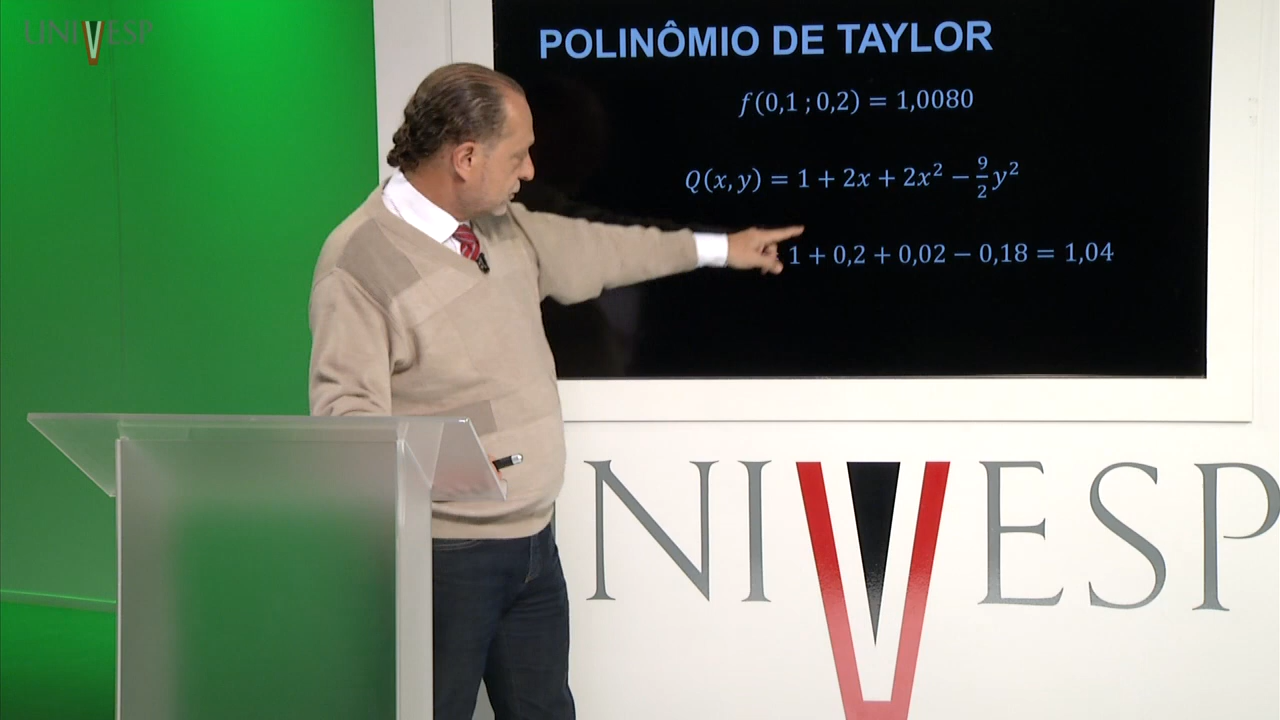 UNIVESP
POLINÔMIO DE TAYLOR
f(0,1 ; 0,2) = 1,0080
Q(x, y) = 1 + 2x + 2x² − 9/2 y²
1 + 0,2 + 0,02 − 0,18 = 1,04
NIVESP